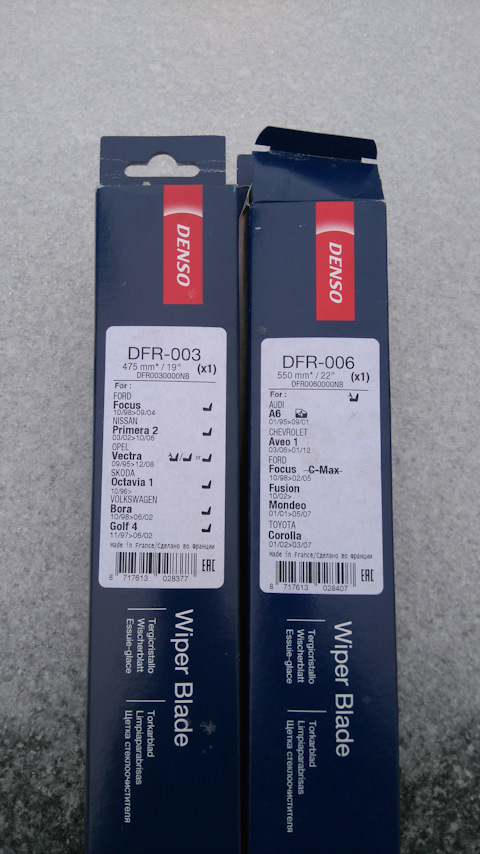 DENSO
DFR-003
475 mm* / 19" (x1)
DFR0030000NB
For :
FORD
Focus
10/98>09/04
NISSAN
Primera 2
03/02>10/06
OPEL
Vectra or
09/95>12/08
SKODA
Octavia 1
10/96>
VOLKSWAGEN
Bora
10/98>06/02
Golf 4
11/97>06/02
Made in France/Сделано во Франции
8 717613 028377
EAC
Wiper Blade
Tergicristallo
Wischerblatt
Essuie-glace
Torkarblad
Limpiaparabrisas
Щетка стеклоочистителя
DENSO
DFR-006
550 mm* / 22" (x1)
DFR0060000NB
For :
AUDI
A6
01/95>09/01
CHEVROLET
Aveo 1
03/06>01/12
FORD
Focus C-Max
10/98>02/05
Fusion
10/02>
Mondeo
01/01>05/07
TOYOTA
Corolla
01/02>03/07
Made in France/Сделано во Франции
8 717613 028407
EAC
Wiper Blade
Tergicristallo
Wischerblatt
Essuie-glace
Torkarblad
Limpiaparabrisas
Щетка стеклоочистителя